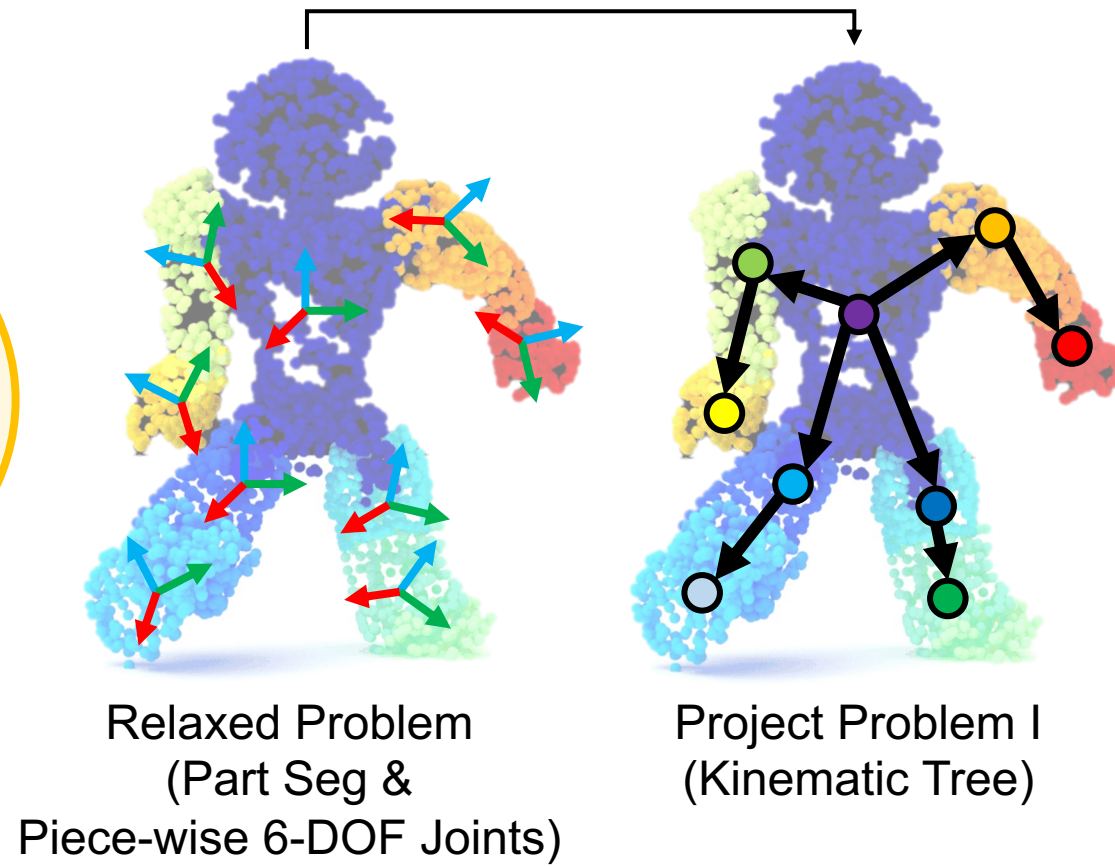 Relaxed Problem
(Part Seg &
Piece-wise 6-DOF Joints)
Project Problem I
(Kinematic Tree)